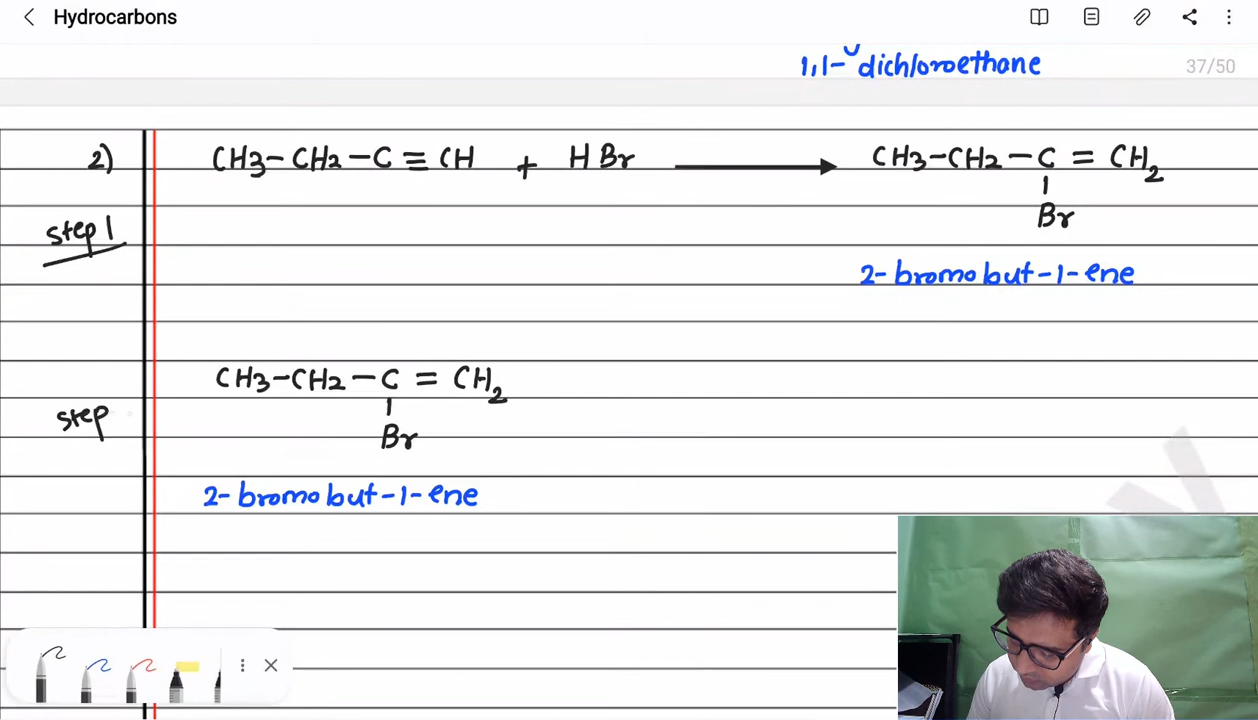 Hydrocarbons
1,1-dichloroethane
37/50
2) CH3-CH2-C≡CH + HBr ⟶ CH3-CH2-C=CH2
Br
step 1
2-bromobut-1-ene
CH3-CH2-C=CH2
step
Br
2-bromobut-1-ene